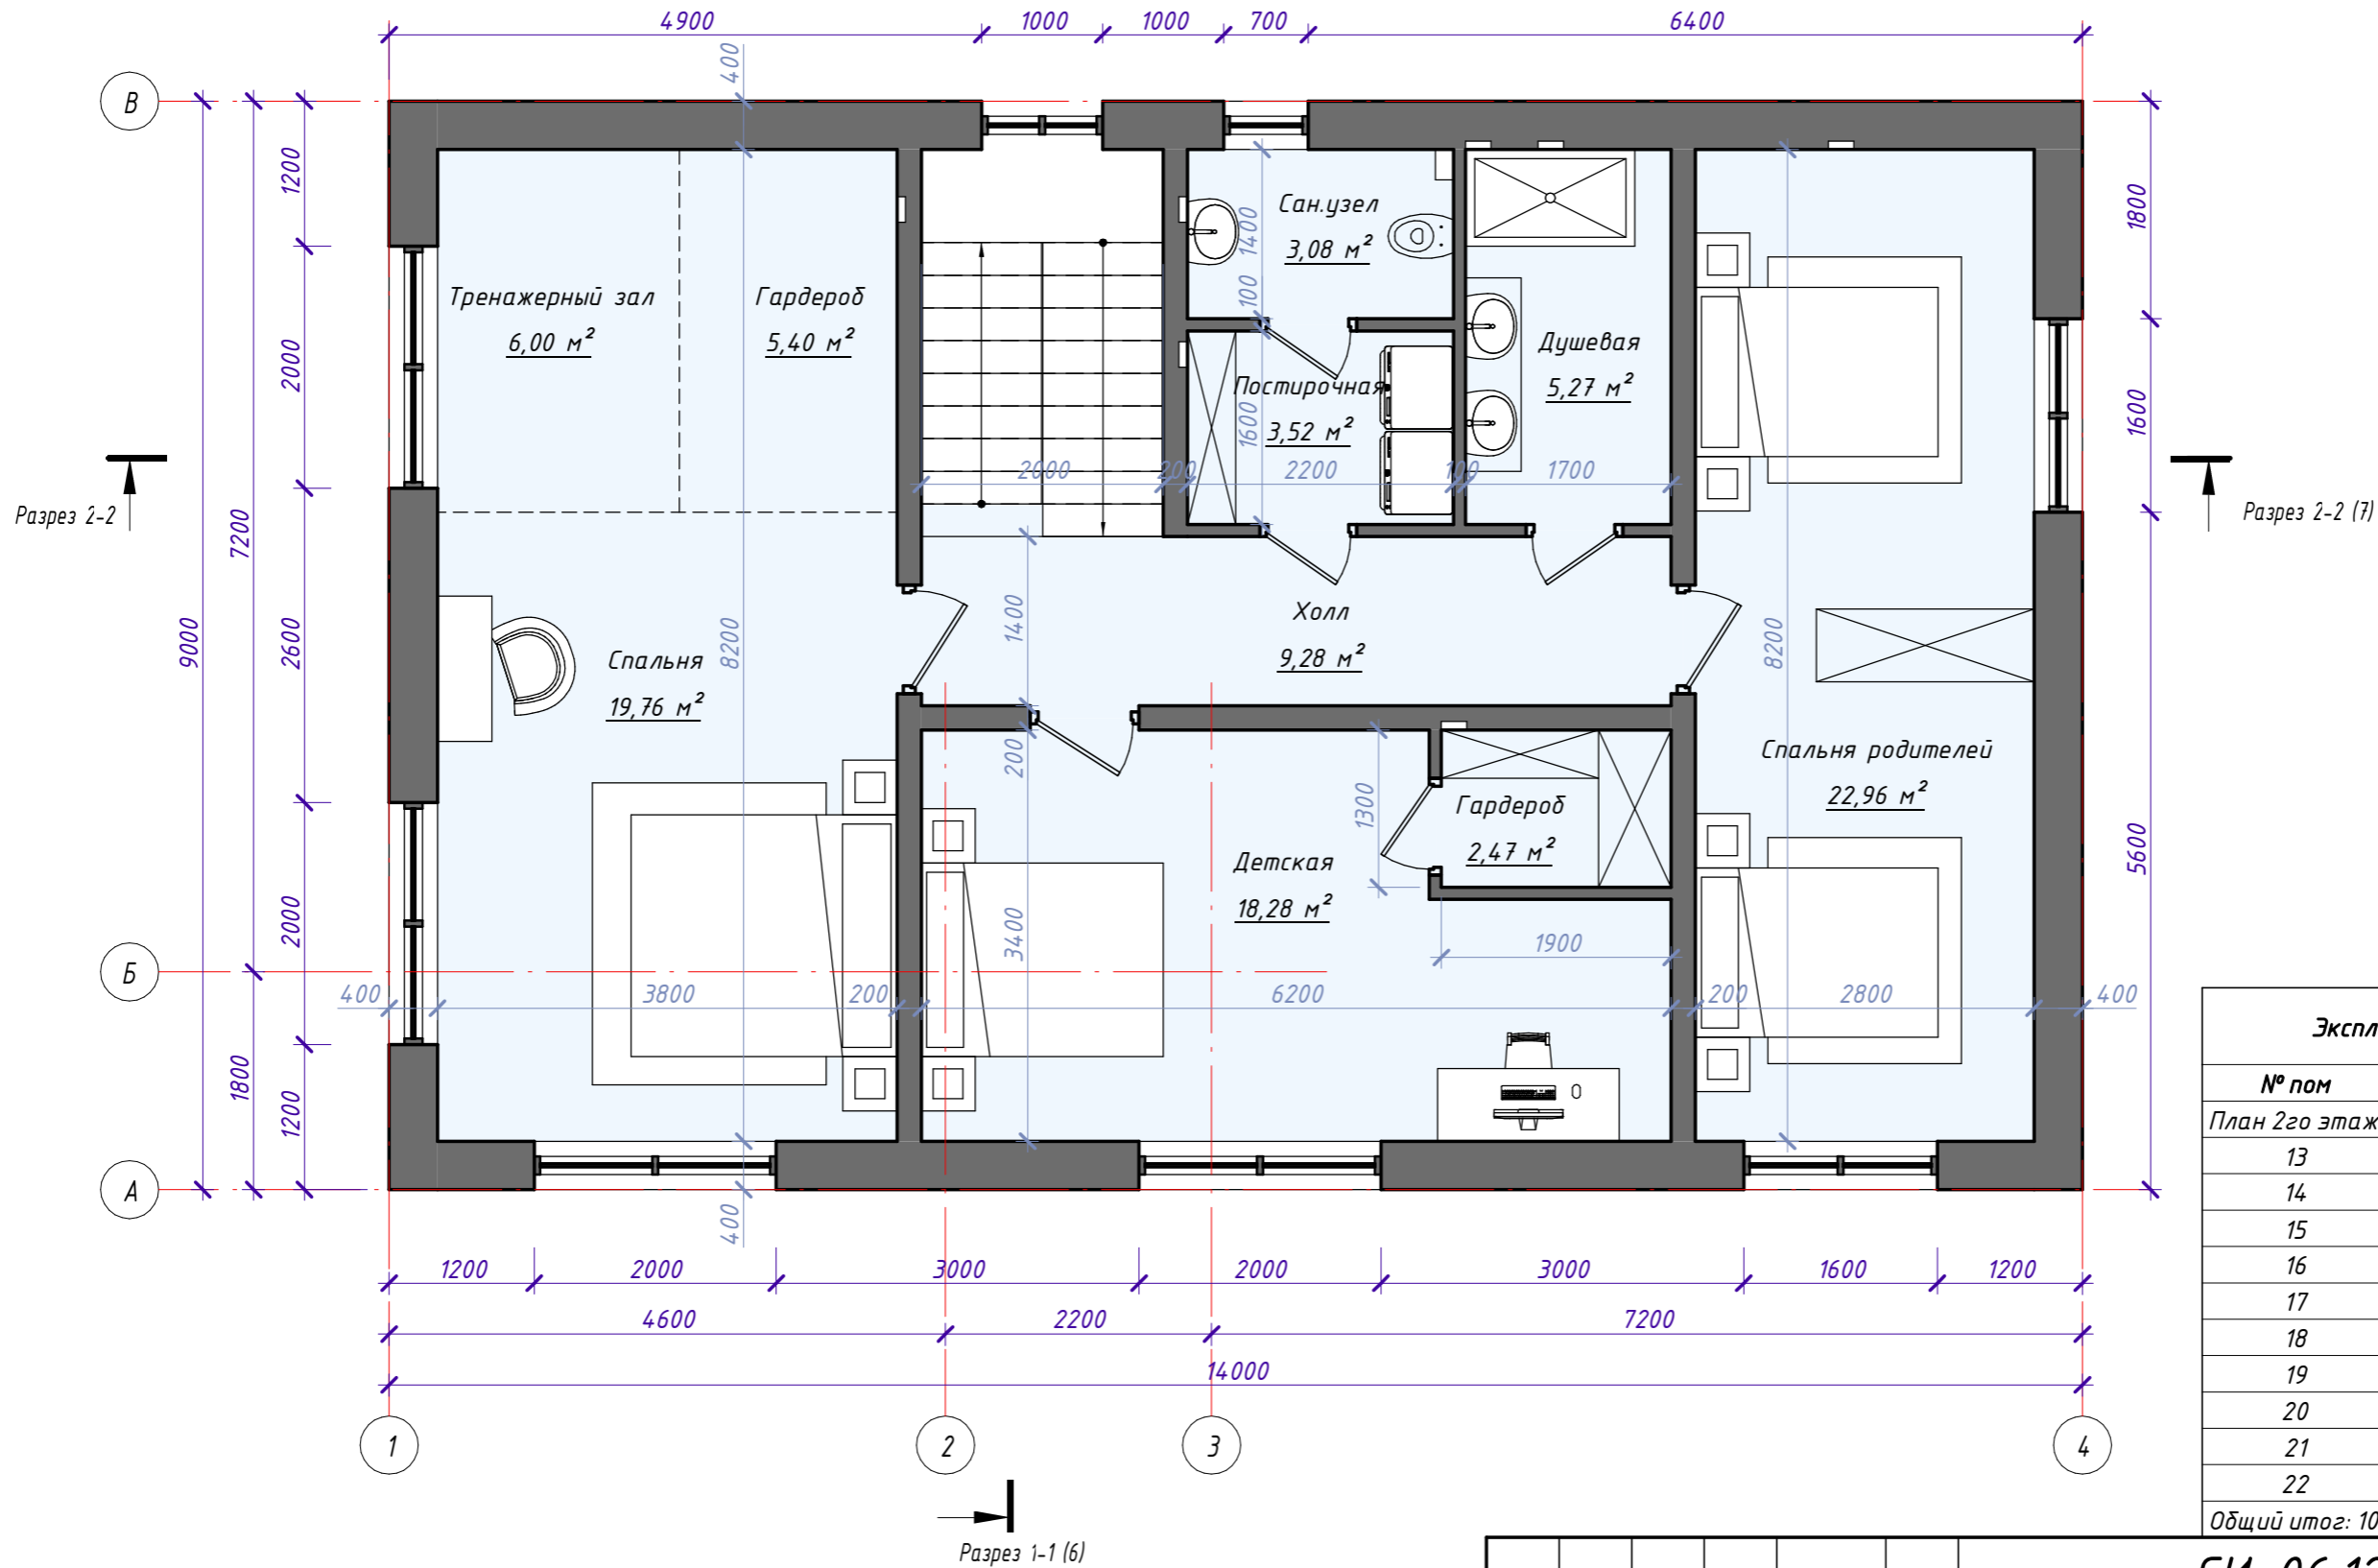 4900
1000
1000
700
6400
400
В
1200
1800
Сан.узел
3,08 м²
1400
100
Тренажерный зал
6,00 м²
Гардероб
5,40 м²
2000
Душевая
5,27 м²
Постирочная
3,52 м²
1600
1600
2000
200
2200
100
1700
Разрез 2-2
Разрез 2-2 (7)
7200
9000
2600
8200
1400
Холл
9,28 м²
8200
Спальня
19,76 м²
200
Спальня родителей
22,96 м²
1300
Гардероб
2,47 м²
5600
Детская
18,28 м²
2000
3400
1900
Б
400
3800
200
6200
200
2800
400
1800
1200
А
400
1200
2000
3000
2000
3000
1600
1200
4600
2200
7200
14000
1
2
3
4
Разрез 1-1 (6)
Экспл
№ пом
План 2го этаж
13
14
15
16
17
18
19
20
21
22
Общий итог: 10